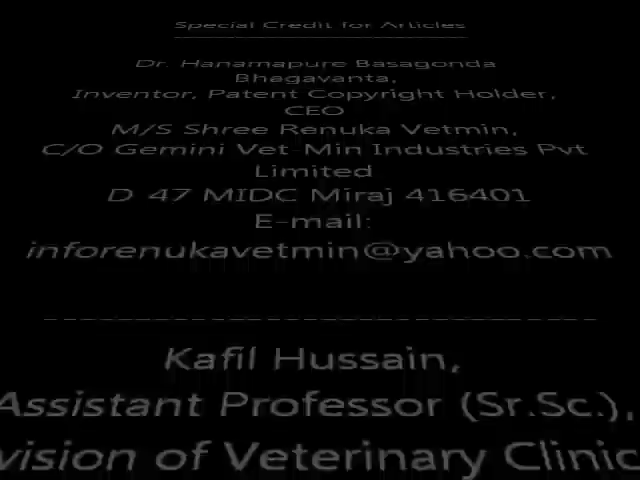 Special Credit for Articles
Dr. Hanamapure Basagonda
Bhagavanta,
Inventor, Patent Copyright Holder,
CEO
M/S Shree Renuka Vetmin,
C/O Gemini Vet-Min Industries Pvt
Limited
D 47 MIDC Miraj 416401
E-mail:
inforenukavetmin@yahoo.com
------------------------------
Kafil Hussain,
Assistant Professor (Sr.Sc.),
vision of Veterinary Clinic